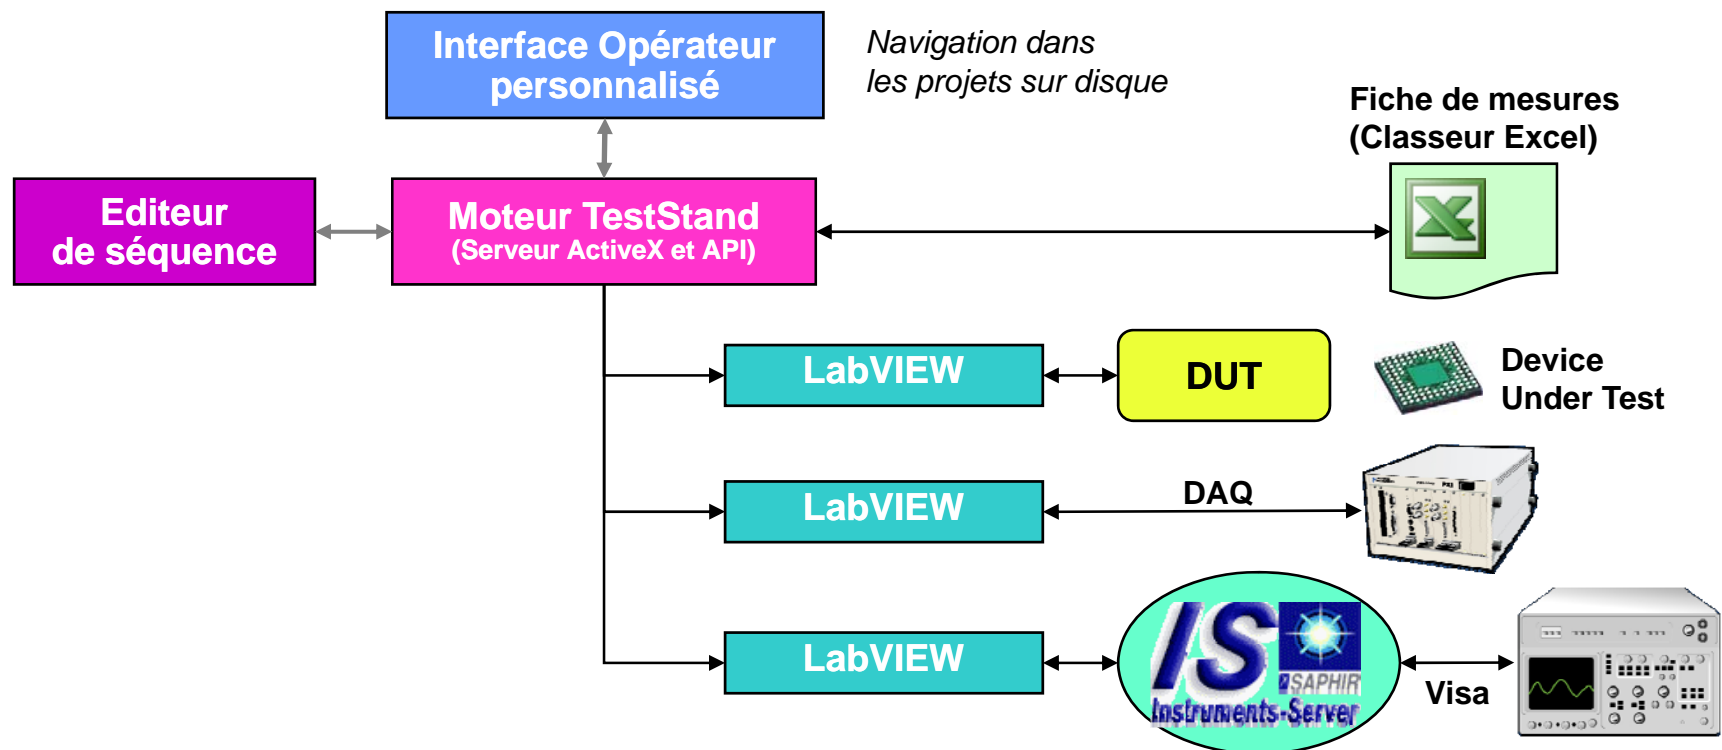 Interface Opérateur
personnalisé
Navigation dans
les projets sur disque
Fiche de mesures
(Classeur Excel)
Editeur
de séquence
Moteur TestStand
(Serveur ActiveX et API)
LabVIEW
DUT
Device
Under Test
LabVIEW
DAQ
LabVIEW
IS
SAPHIR
Instruments-Server
Visa